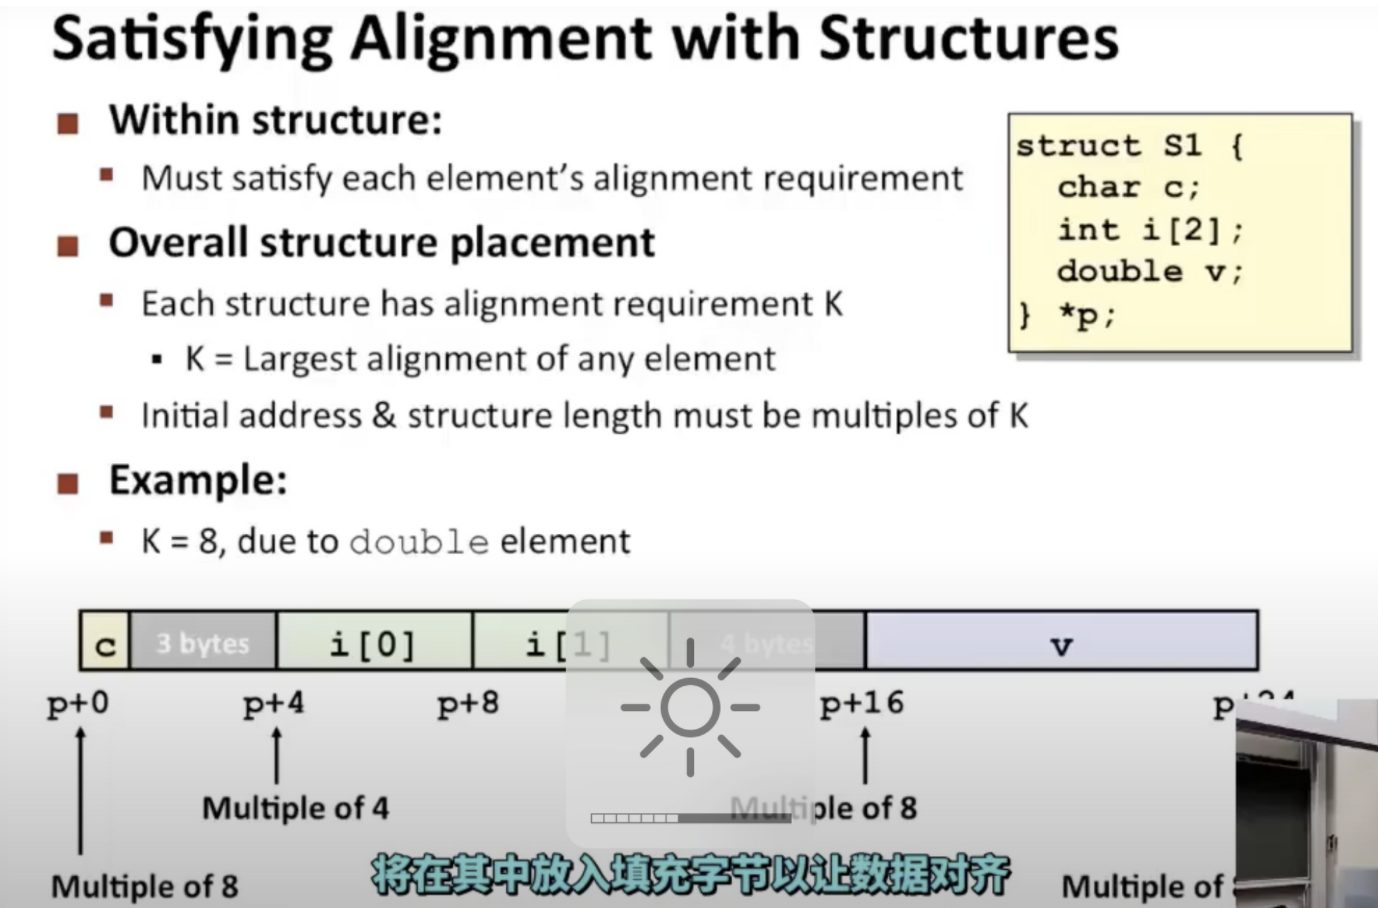 Satisfying Alignment with Structures
Within structure:
Must satisfy each element's alignment requirement
Overall structure placement
Each structure has alignment requirement K
K = Largest alignment of any element
Initial address & structure length must be multiples of K
Example:
K = 8, due to double element
struct S1 {
char c;
int i[2];
double v;
} *p;
c 3 bytes i[0] i[1] 4 bytes v
p+0 p+4 p+8 p+16
Multiple of 4 Multiple of 8
Multiple of 8 Multiple of
将在其中放入填充字节以让数据对齐